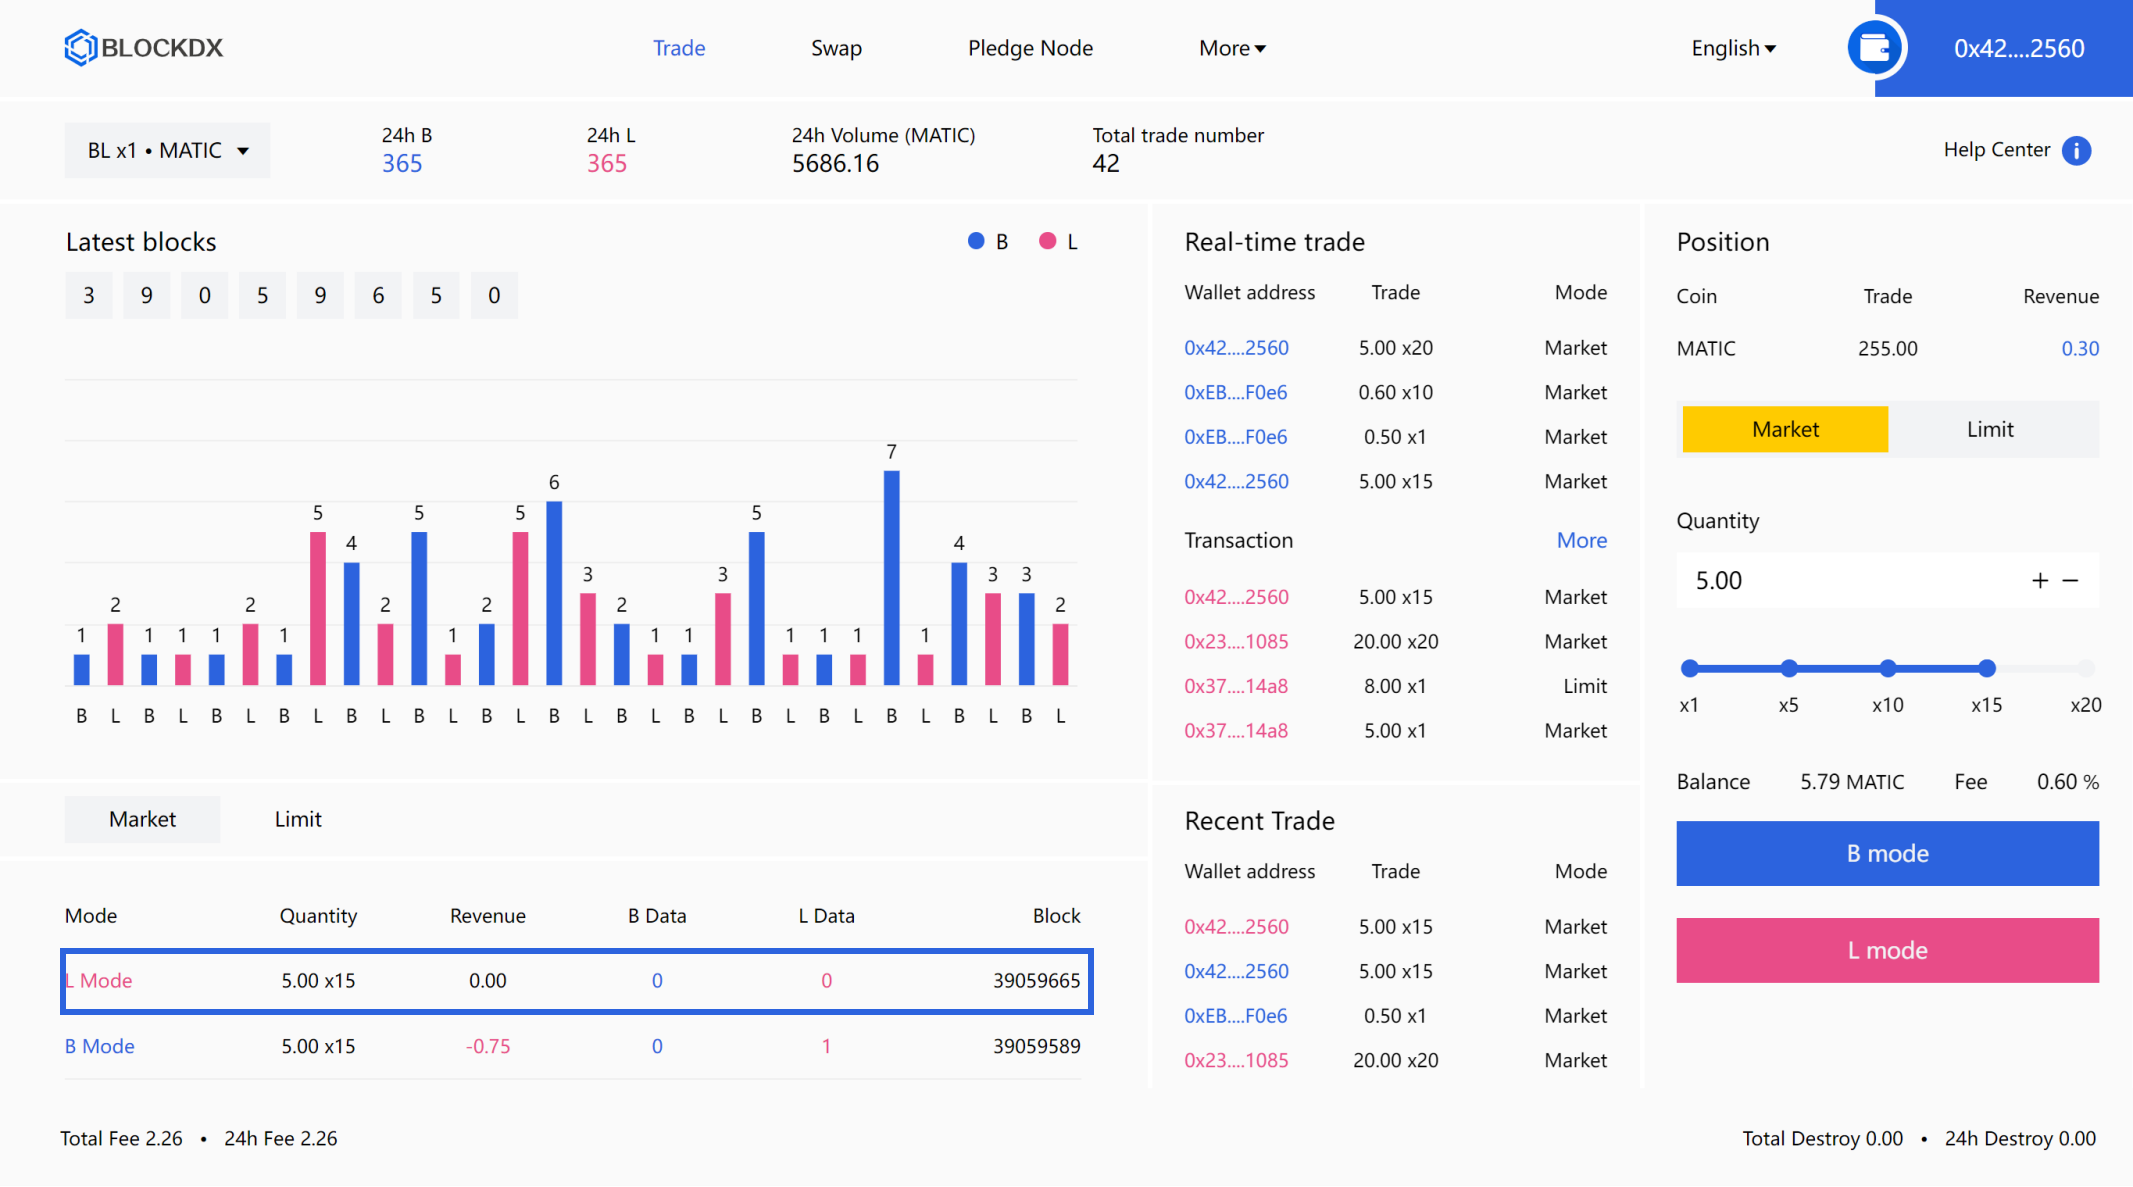 BLOCKDX
Trade Swap Pledge Node More English 0x42....2560
BL x1 • MATIC
24h B
365
24h L
365
24h Volume (MATIC)
5686.16
Total trade number
42
Help Center i
Latest blocks
B L
3 9 0 5 9 6 5 0
1 2 1 1 1 2 1 5 4 2 5 1 2 5 6 3 2 1 1 3 5 1 1 1 7 1 4 3 3 2
B L B L B L B L B L B L B L B L B L B L B L B L B L B L B L
Real-time trade
Wallet address Trade Mode
0x42....2560 5.00 x20 Market
0xEB....F0e6 0.60 x10 Market
0xEB....F0e6 0.50 x1 Market
0x42....2560 5.00 x15 Market
Transaction More
0x42....2560 5.00 x15 Market
0x23....1085 20.00 x20 Market
0x37....14a8 8.00 x1 Limit
0x37....14a8 5.00 x1 Market
Position
Coin Trade Revenue
MATIC 255.00 0.30
Market Limit
Quantity
5.00 + −
x1 x5 x10 x15 x20
Balance 5.79 MATIC Fee 0.60 %
B mode
L mode
Market Limit
Mode Quantity Revenue B Data L Data Block
L Mode 5.00 x15 0.00 0 0 39059665
B Mode 5.00 x15 -0.75 0 1 39059589
Recent Trade
Wallet address Trade Mode
0x42....2560 5.00 x15 Market
0x42....2560 5.00 x15 Market
0xEB....F0e6 0.50 x1 Market
0x23....1085 20.00 x20 Market
Total Fee 2.26 • 24h Fee 2.26
Total Destroy 0.00 • 24h Destroy 0.00